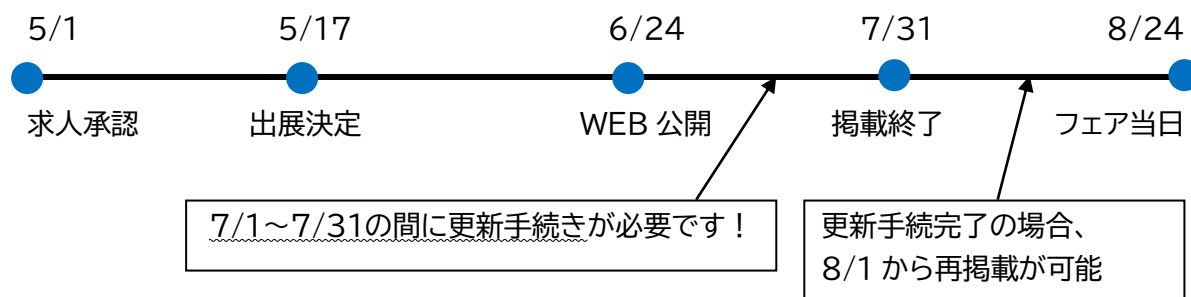 5/1 5/17 6/24 7/31 8/24
求人承認 出展決定 WEB 公開 掲載終了 フェア当日
7/1～7/31の間に更新手続きが必要です！
更新手続完了の場合、
8/1 から再掲載が可能